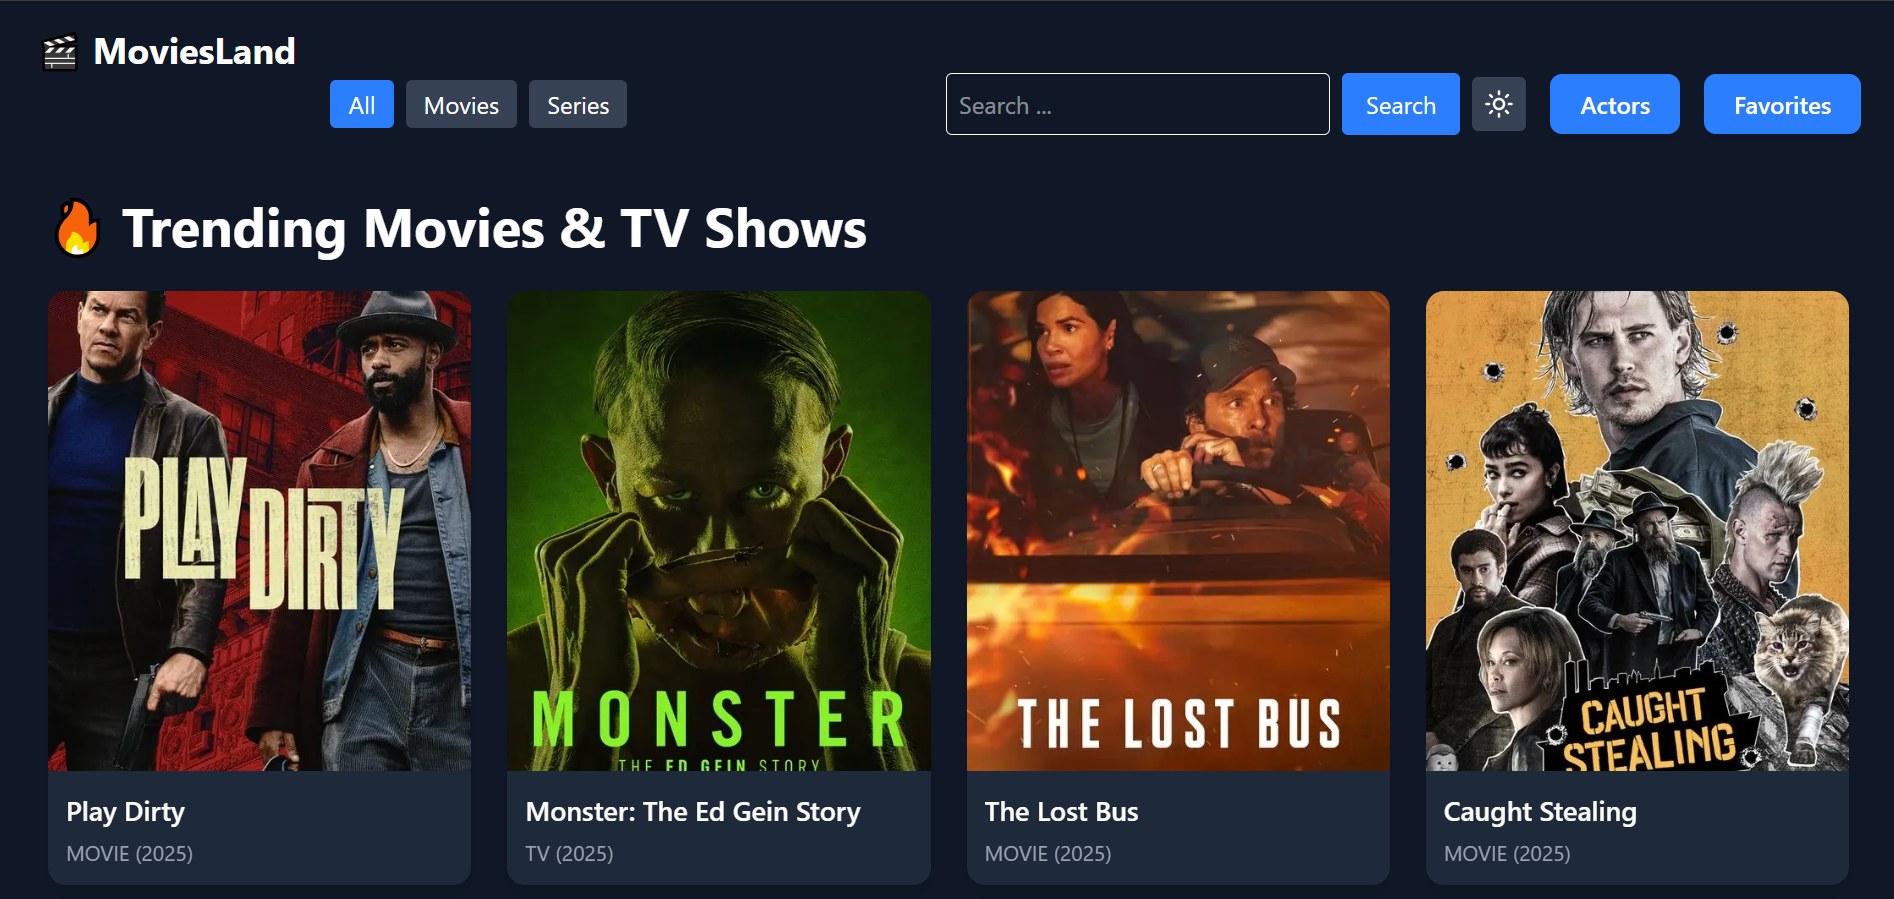 MoviesLand
All Movies Series
Search ... Search Actors Favorites
Trending Movies & TV Shows
PLAY DIRTY
MONSTER
THE ED GEIN STORY
THE LOST BUS
CAUGHT
STEALING
Play Dirty
MOVIE (2025)
Monster: The Ed Gein Story
TV (2025)
The Lost Bus
MOVIE (2025)
Caught Stealing
MOVIE (2025)